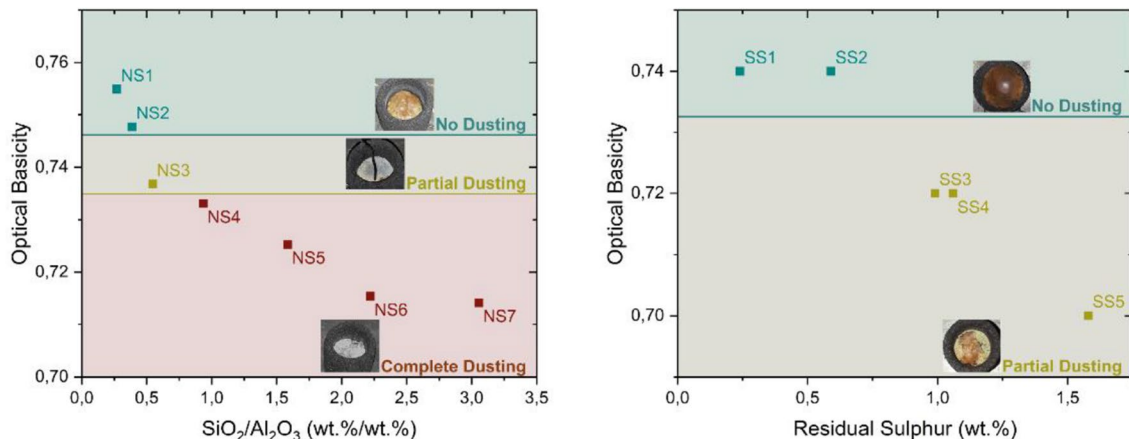 0,76
0,74
0,72
0,70
Optical Basicity
NS1
NS2
No Dusting
NS3
Partial Dusting
NS4
NS5
NS6
NS7
Complete Dusting
0,0 0,5 1,0 1,5 2,0 2,5 3,0 3,5
SiO₂/Al₂O₃ (wt.%/wt.%)
0,74
0,72
0,70
Optical Basicity
SS1 SS2
No Dusting
SS3
SS4
SS5
Partial Dusting
0,0 0,5 1,0 1,5
Residual Sulphur (wt.%)